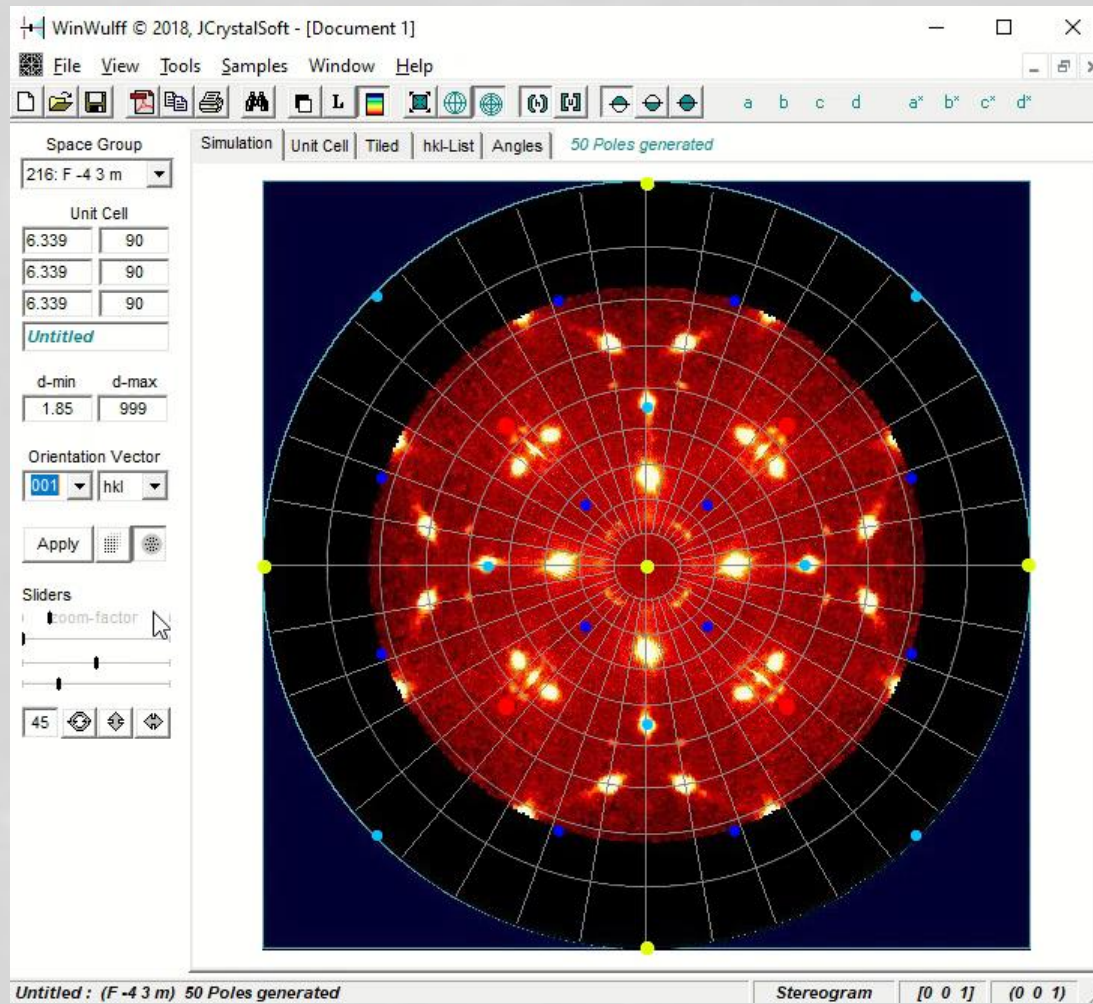 WinWulff © 2018, JCrystalSoft - [Document 1]
File View Tools Samples Window Help
L a b c d a* b* c* d*
Space Group
216: F -4 3 m
Unit Cell
6.339 90
6.339 90
6.339 90
Untitled
d-min d-max
1.85 999
Orientation Vector
001 hkl
Apply
Sliders
zoom-factor
45
Simulation Unit Cell Tiled hkl-List Angles 50 Poles generated
Untitled : (F -4 3 m) 50 Poles generated Stereogram [0 0 1] (0 0 1)